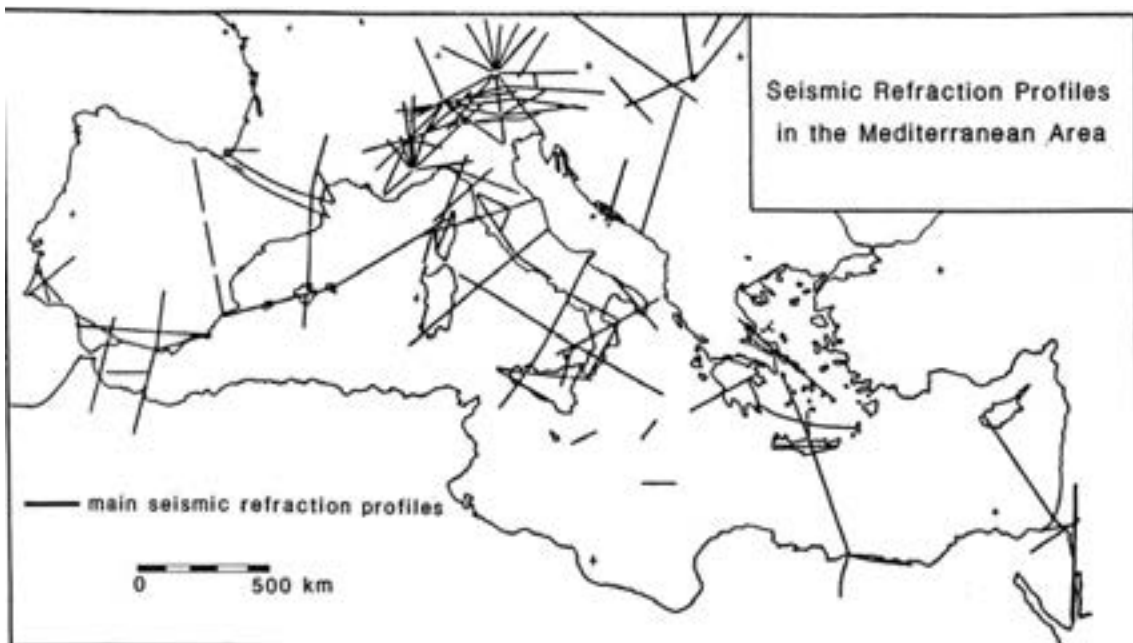 Seismic Refraction Profiles
in the Mediterranean Area
main seismic refraction profiles
0 500 km